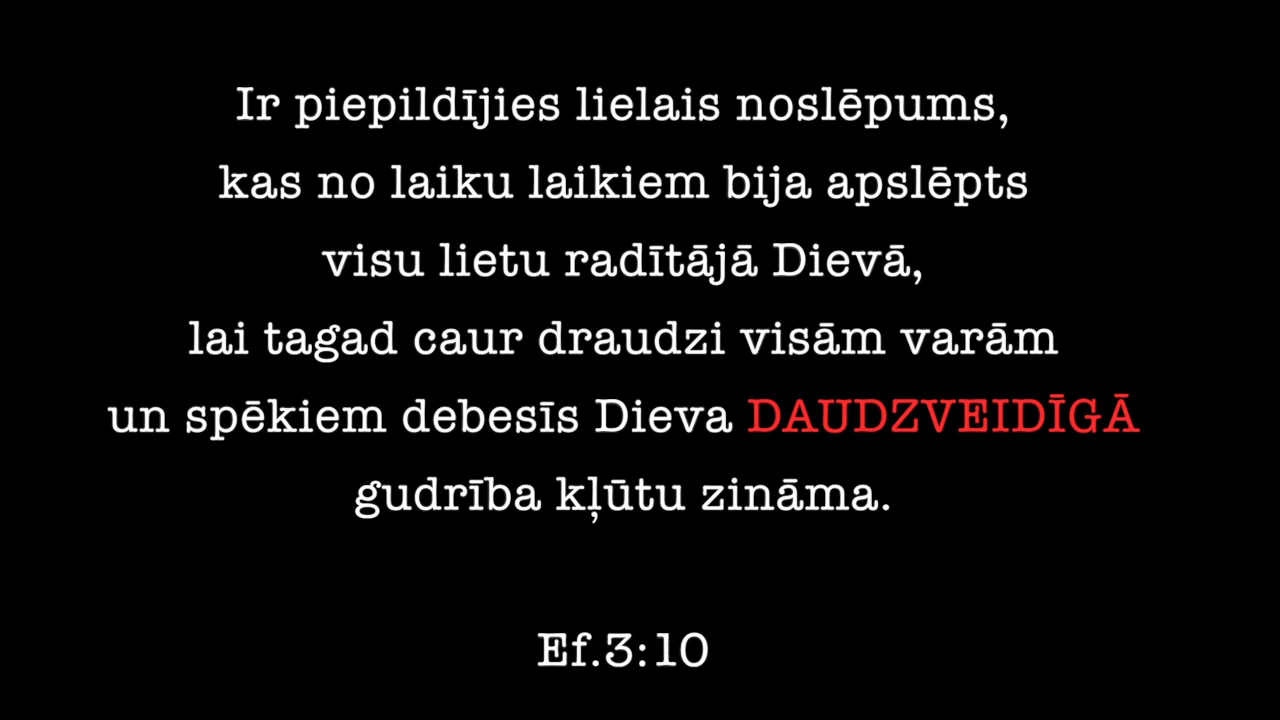 Ir piepildījies lielais noslēpums,
kas no laiku laikiem bija apslēpts
visu lietu radītājā Dievā,
lai tagad caur draudzi visām varām
un spēkiem debesīs Dieva DAUDZVEIDĪGĀ
gudrība kļūtu zināma.
Ef.3:10